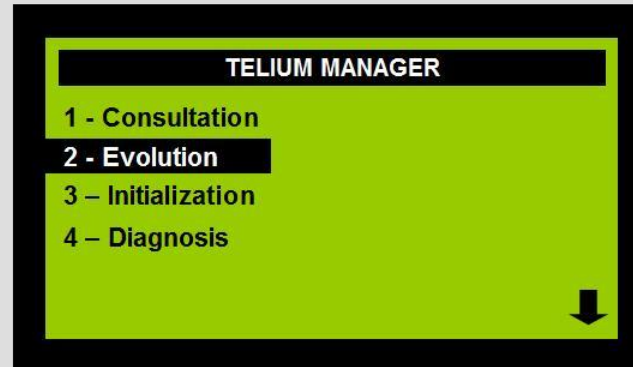 TELIUM MANAGER
1 - Consultation
2 - Evolution
3 – Initialization
4 – Diagnosis